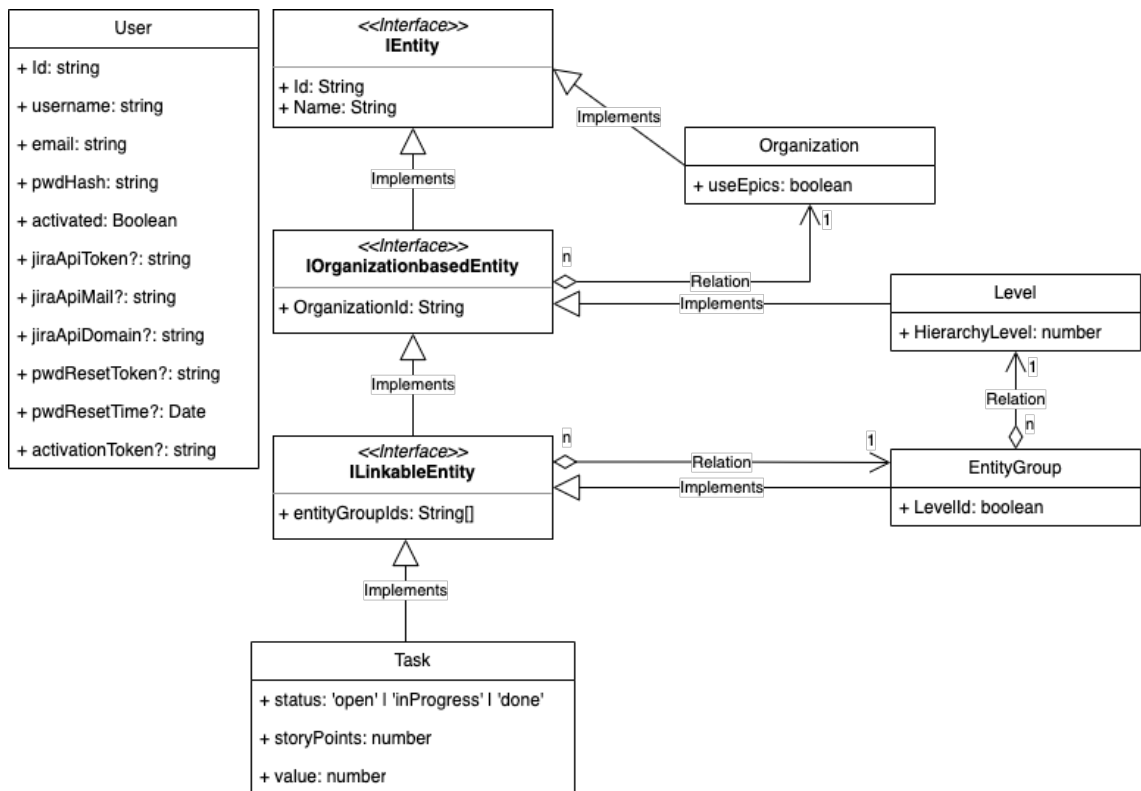 User
+ Id: string
+ username: string
+ email: string
+ pwdHash: string
+ activated: Boolean
+ jiraApiToken?: string
+ jiraApiMail?: string
+ jiraApiDomain?: string
+ pwdResetToken?: string
+ pwdResetTime?: Date
+ activationToken?: string
<<Interface>>
IEntity
+ Id: String
+ Name: String
Implements
Organization
+ useEpics: boolean
Implements
1
<<Interface>>
IOrganizationbasedEntity
+ OrganizationId: String
n
Relation
Implements
Level
+ HierarchyLevel: number
1
Relation
n
Implements
<<Interface>>
ILinkableEntity
+ entityGroupIds: String[]
n
Relation
1
Implements
EntityGroup
+ LevelId: boolean
Implements
Task
+ status: 'open' | 'inProgress' | 'done'
+ storyPoints: number
+ value: number